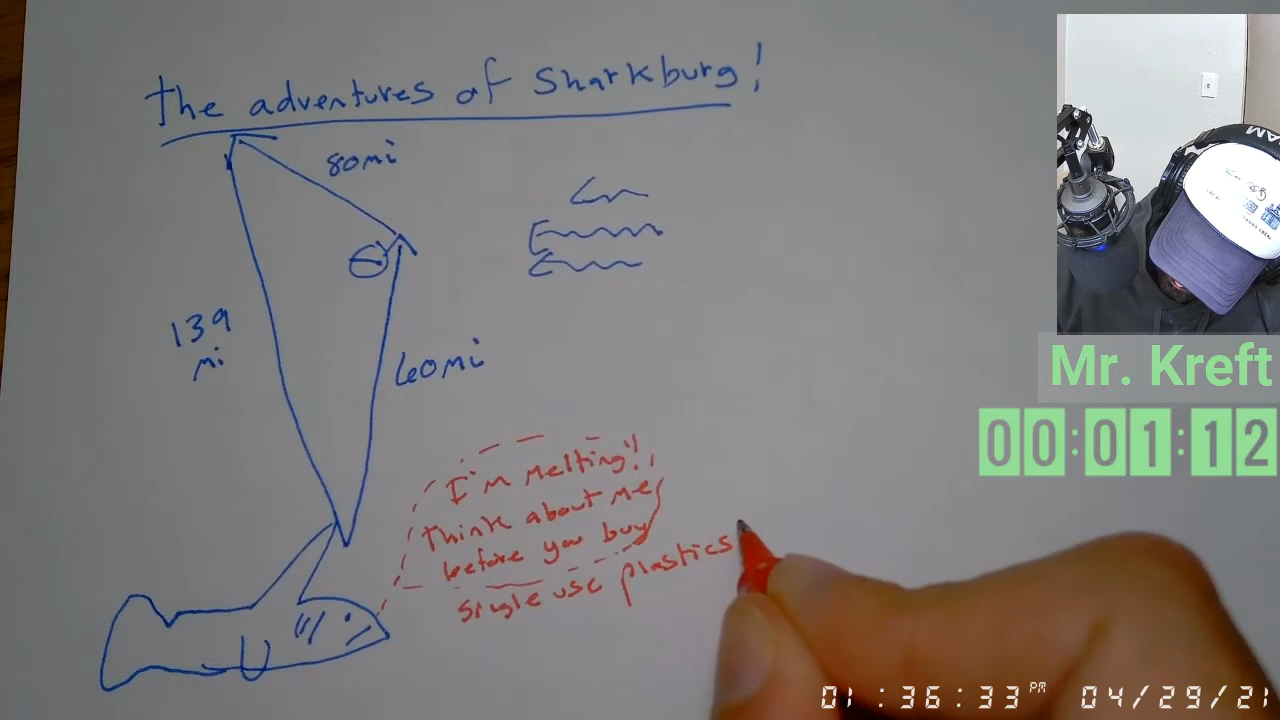 The adventures of Sharkburg!
80mi
139
mi
60mi
I'm melting!!
think about me
before you buy
single use plastics
Mr. Kreft
00:01:12
01:36:33 PM 04/29/21